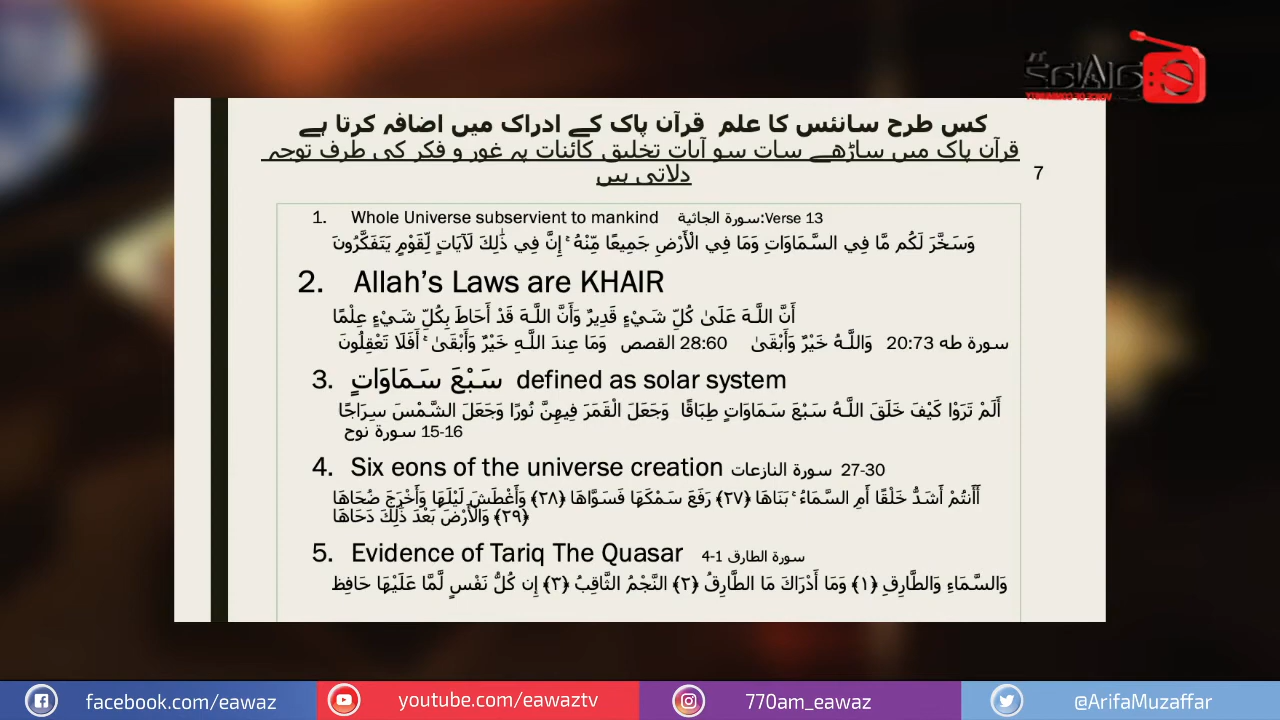 کس طرح سائنس کا علم قرآن پاک کے ادراک میں اضافہ کرتا ہے
قرآن پاک میں ساڑھے سات سو آیات تخلیق کائنات پہ غور و فکر کی طرف توجہ
دلاتی ہیں
7
1. Whole Universe subservient to mankind سورة الجاثية:Verse 13
وَسَخَّرَ لَكُم مَّا فِي السَّمَاوَاتِ وَمَا فِي الْأَرْضِ جَمِيعًا مِّنْهُ ۚ إِنَّ فِي ذَٰلِكَ لَآيَاتٍ لِّقَوْمٍ يَتَفَكَّرُونَ
2. Allah’s Laws are KHAIR
أَنَّ اللَّـهَ عَلَىٰ كُلِّ شَيْءٍ قَدِيرٌ وَأَنَّ اللَّـهَ قَدْ أَحَاطَ بِكُلِّ شَيْءٍ عِلْمًا
سورة طه 20:73 وَاللَّـهُ خَيْرٌ وَأَبْقَىٰ 28:60 القصص وَمَا عِندَ اللَّـهِ خَيْرٌ وَأَبْقَىٰ ۚ أَفَلَا تَعْقِلُونَ
3. سَبْعَ سَمَاوَاتٍ defined as solar system
أَلَمْ تَرَوْا كَيْفَ خَلَقَ اللَّـهُ سَبْعَ سَمَاوَاتٍ طِبَاقًا وَجَعَلَ الْقَمَرَ فِيهِنَّ نُورًا وَجَعَلَ الشَّمْسَ سِرَاجًا
15-16 سورة نوح
4. Six eons of the universe creation سورة النازعات 27-30
أَأَنتُمْ أَشَدُّ خَلْقًا أَمِ السَّمَاءُ ۚ بَنَاهَا ﴿٢٧﴾ رَفَعَ سَمْكَهَا فَسَوَّاهَا ﴿٢٨﴾ وَأَغْطَشَ لَيْلَهَا وَأَخْرَجَ ضُحَاهَا
﴿٢٩﴾ وَالْأَرْضَ بَعْدَ ذَٰلِكَ دَحَاهَا
5. Evidence of Tariq The Quasar سورة الطارق 1-4
وَالسَّمَاءِ وَالطَّارِقِ ﴿١﴾ وَمَا أَدْرَاكَ مَا الطَّارِقُ ﴿٢﴾ النَّجْمُ الثَّاقِبُ ﴿٣﴾ إِن كُلُّ نَفْسٍ لَّمَّا عَلَيْهَا حَافِظٌ
facebook.com/eawaz
youtube.com/eawaztv
770am_eawaz
@ArifaMuzaffar